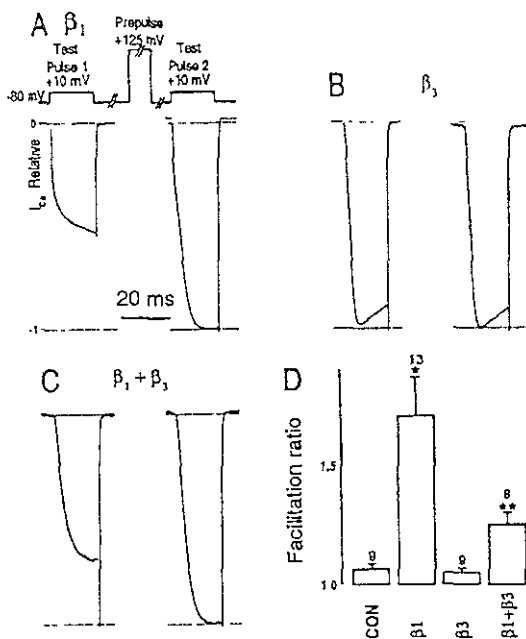 A β₁
Prepulse
+125 mV
Test
Pulse 1
+10 mV
Test
Pulse 2
+10 mV
-80 mV
0
I_Ca Relative
-1
20 ms
B β₃
C β₁ + β₃
D
Facilitation ratio
1.5
1.0
9
13
★
9
8
★★
CON
β1
β3
β1+β3